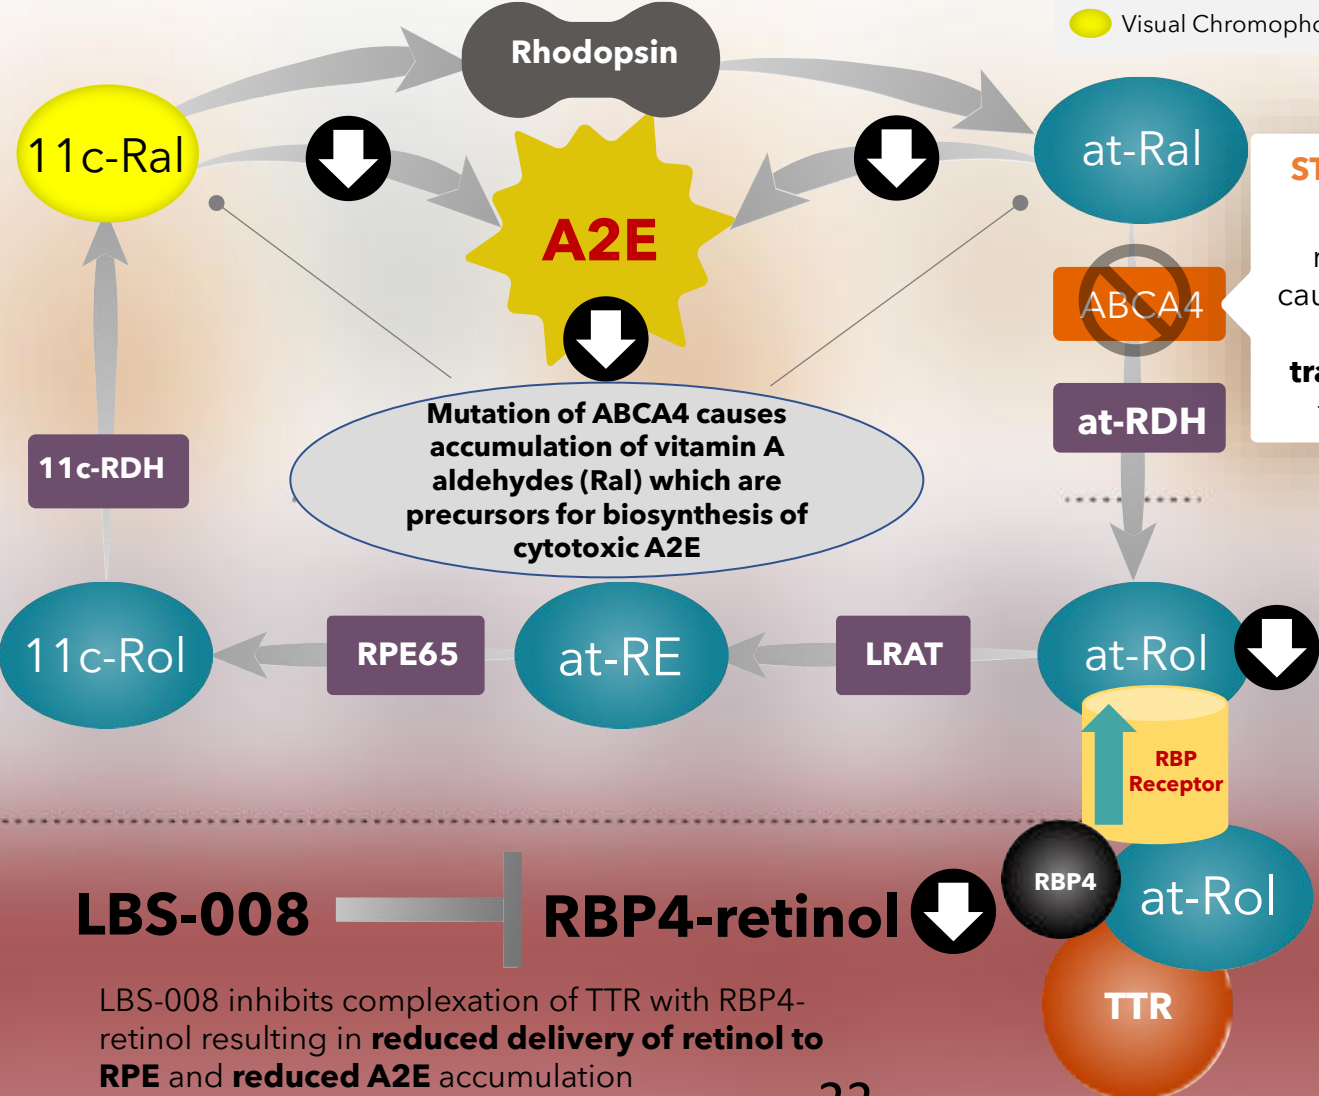 Rhodopsin
Visual
11c-Ral
at-Ral
A2E
ABCA4
at-RDH
Mutation of ABCA4 causes
accumulation of vitamin A
aldehydes (Ral) which are
precursors for biosynthesis of
cytotoxic A2E
11c-RDH
11c-Rol
RPE65
at-RE
LRAT
at-Rol
RBP
Receptor
RBP4
at-Rol
TTR
LBS-008
RBP4-retinol
LBS-008 inhibits complexation of TTR with RBP4-
retinol resulting in reduced delivery of retinol to
RPE and reduced A2E accumulation